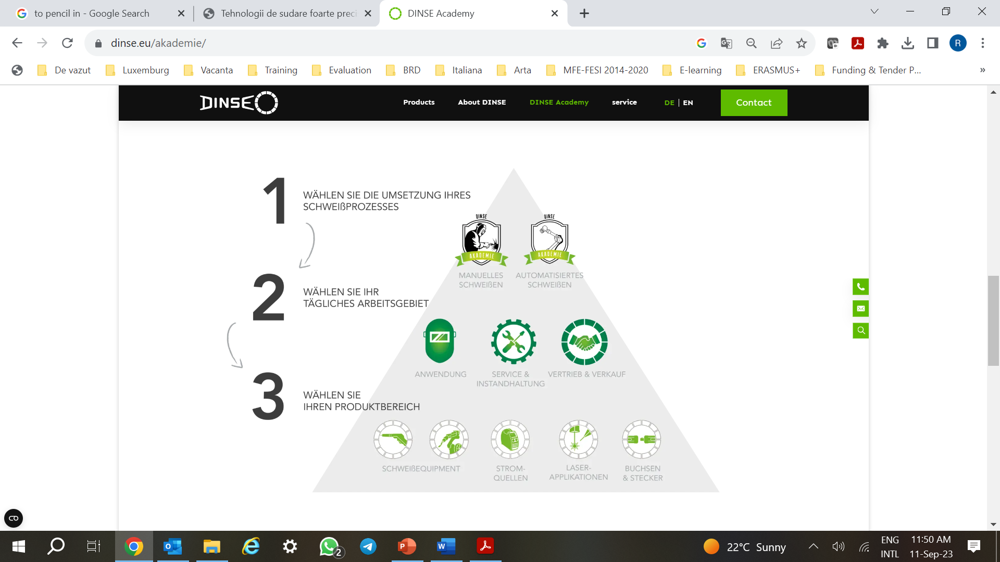 to pencil in - Google Search
Tehnologii de sudare foarte preci
DINSE Academy
dinse.eu/akademie/
R
De vazut
Luxemburg
Vacanta
Training
Evaluation
BRD
Italiana
Arta
MFE-FESI 2014-2020
E-learning
ERASMUS+
Funding & Tender P...
»
DINSE
Products
About DINSE
DINSE Academy
service
DE | EN
Contact
1
WÄHLEN SIE DIE UMSETZUNG IHRES
SCHWEIßPROZESSES
DINSE
AKADEMIE
MANUELLES
SCHWEIßEN
DINSE
AKADEMIE
AUTOMATISIERTES
SCHWEIßEN
2
WÄHLEN SIE IHR
TÄGLICHES ARBEITSGEBIET
ANWENDUNG
SERVICE &
INSTANDHALTUNG
VERTRIEB & VERKAUF
3
WÄHLEN SIE
IHREN PRODUKTBEREICH
SCHWEIßEQUIPMENT
STROM-
QUELLEN
LASER-
APPLIKATIONEN
BUCHSEN
& STECKER
2
P
W
22°C Sunny
ENG
INTL
11:50 AM
11-Sep-23